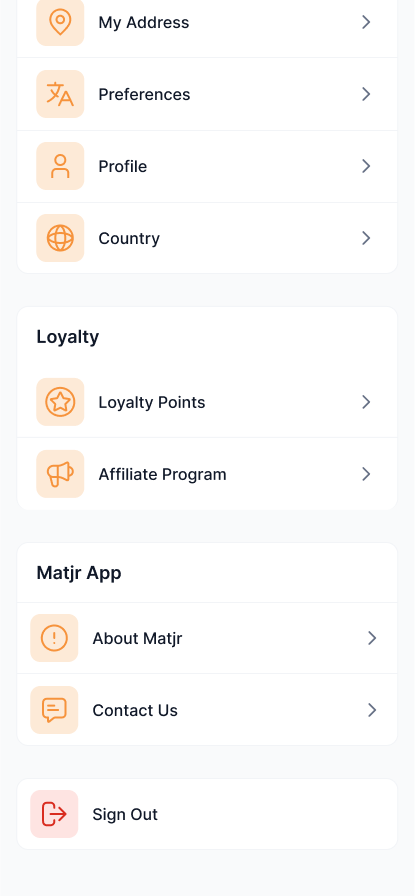 My Address
Preferences
Profile
Country
Loyalty
Loyalty Points
Affiliate Program
Matjr App
About Matjr
Contact Us
Sign Out